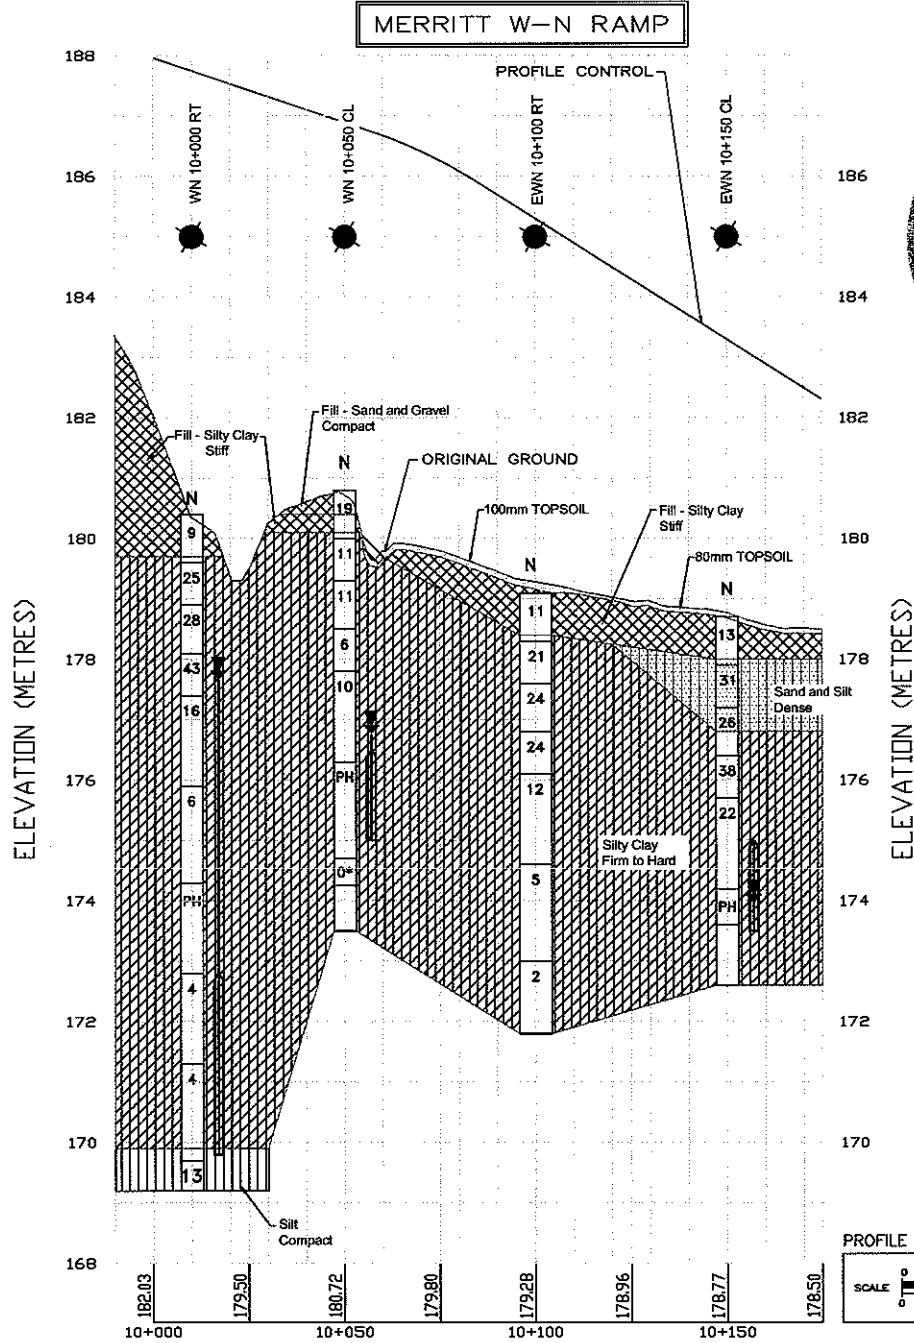 MERRITT W-N RAMP
188
PROFILE CONTROL
WN 10+000 RT
WN 10+050 CL
EWN 10+100 RT
EWN 10+150 CL
186
186
184
184
182
Fill - Sand and Gravel
Compact
182
Fill - Silty Clay
Stiff
N
ORIGINAL GROUND
N
19
100mm TOPSOIL
Fill - Silty Clay
Stiff
180
9
11
80mm TOPSOIL
180
N
N
25
11
11
28
13
6
21
178
43
31
178
10
24
Sand and Silt
Dense
16
26
24
38
176
PH
12
176
6
22
Silty Clay
Firm to Hard
0*
5
174
PH
PH
174
2
4
172
172
4
170
170
13
Silt
Compact
168
ELEVATION (METRES)
ELEVATION (METRES)
PROFILE
SCALE
0
0
182.03
179.50
180.72
179.80
179.28
178.96
178.77
178.50
10+000
10+050
10+100
10+150